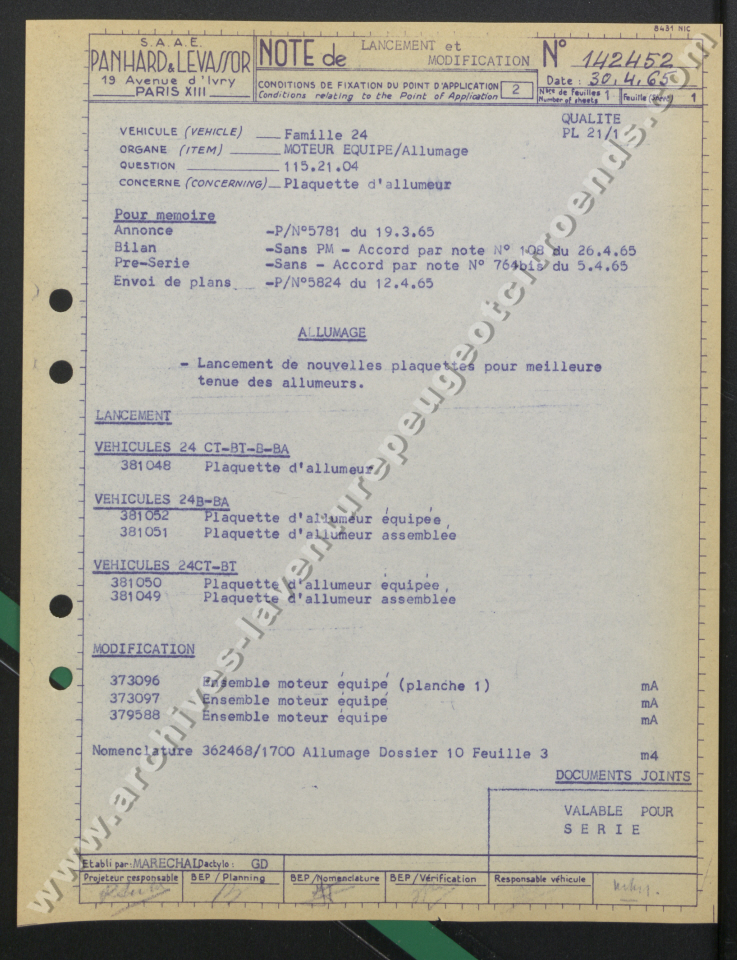 8431 NIC
S.A.A.E.
PANHARD & LEVASSOR
19 Avenue d'Ivry
PARIS XIII
NOTE de LANCEMENT et
MODIFICATION
N° 142452
Date : 30.4.65
CONDITIONS DE FIXATION DU POINT D'APPLICATION
Conditions relating to the Point of Application
2
Nbre de feuilles 1
Number of sheets
Feuille (Sheet) 1
QUALITE
PL 21/1
VEHICULE (VEHICLE) Famille 24
ORGANE (ITEM) MOTEUR EQUIPE/Allumage
QUESTION 115.21.04
CONCERNE (CONCERNING) Plaquette d'allumeur
Pour memoire
Annonce -P/N°5781 du 19.3.65
Bilan -Sans PM - Accord par note N° 108 du 26.4.65
Pre-Serie -Sans - Accord par note N° 764bis du 5.4.65
Envoi de plans -P/N°5824 du 12.4.65
ALLUMAGE
- Lancement de nouvelles plaquettes pour meilleure
tenue des allumeurs.
LANCEMENT
VEHICULES 24 CT-BT-B-BA
381048 Plaquette d'allumeur
VEHICULES 24B-BA
381052 Plaquette d'allumeur équipée
381051 Plaquette d'allumeur assemblée
VEHICULES 24CT-BT
381050 Plaquette d'allumeur équipée
381049 Plaquette d'allumeur assemblée
MODIFICATION
373096 Ensemble moteur équipé (planche 1) mA
373097 Ensemble moteur équipé mA
379588 Ensemble moteur équipé mA
Nomenclature 362468/1700 Allumage Dossier 10 Feuille 3 m4
DOCUMENTS JOINTS
VALABLE POUR
SERIE
Etabli par: MARECHAL Dactylo: GD
Projeteur responsable
BEP / Planning
BEP / Nomenclature
BEP / Vérification
Responsable véhicule
www.archives-laventurepeugeotcitroends.com